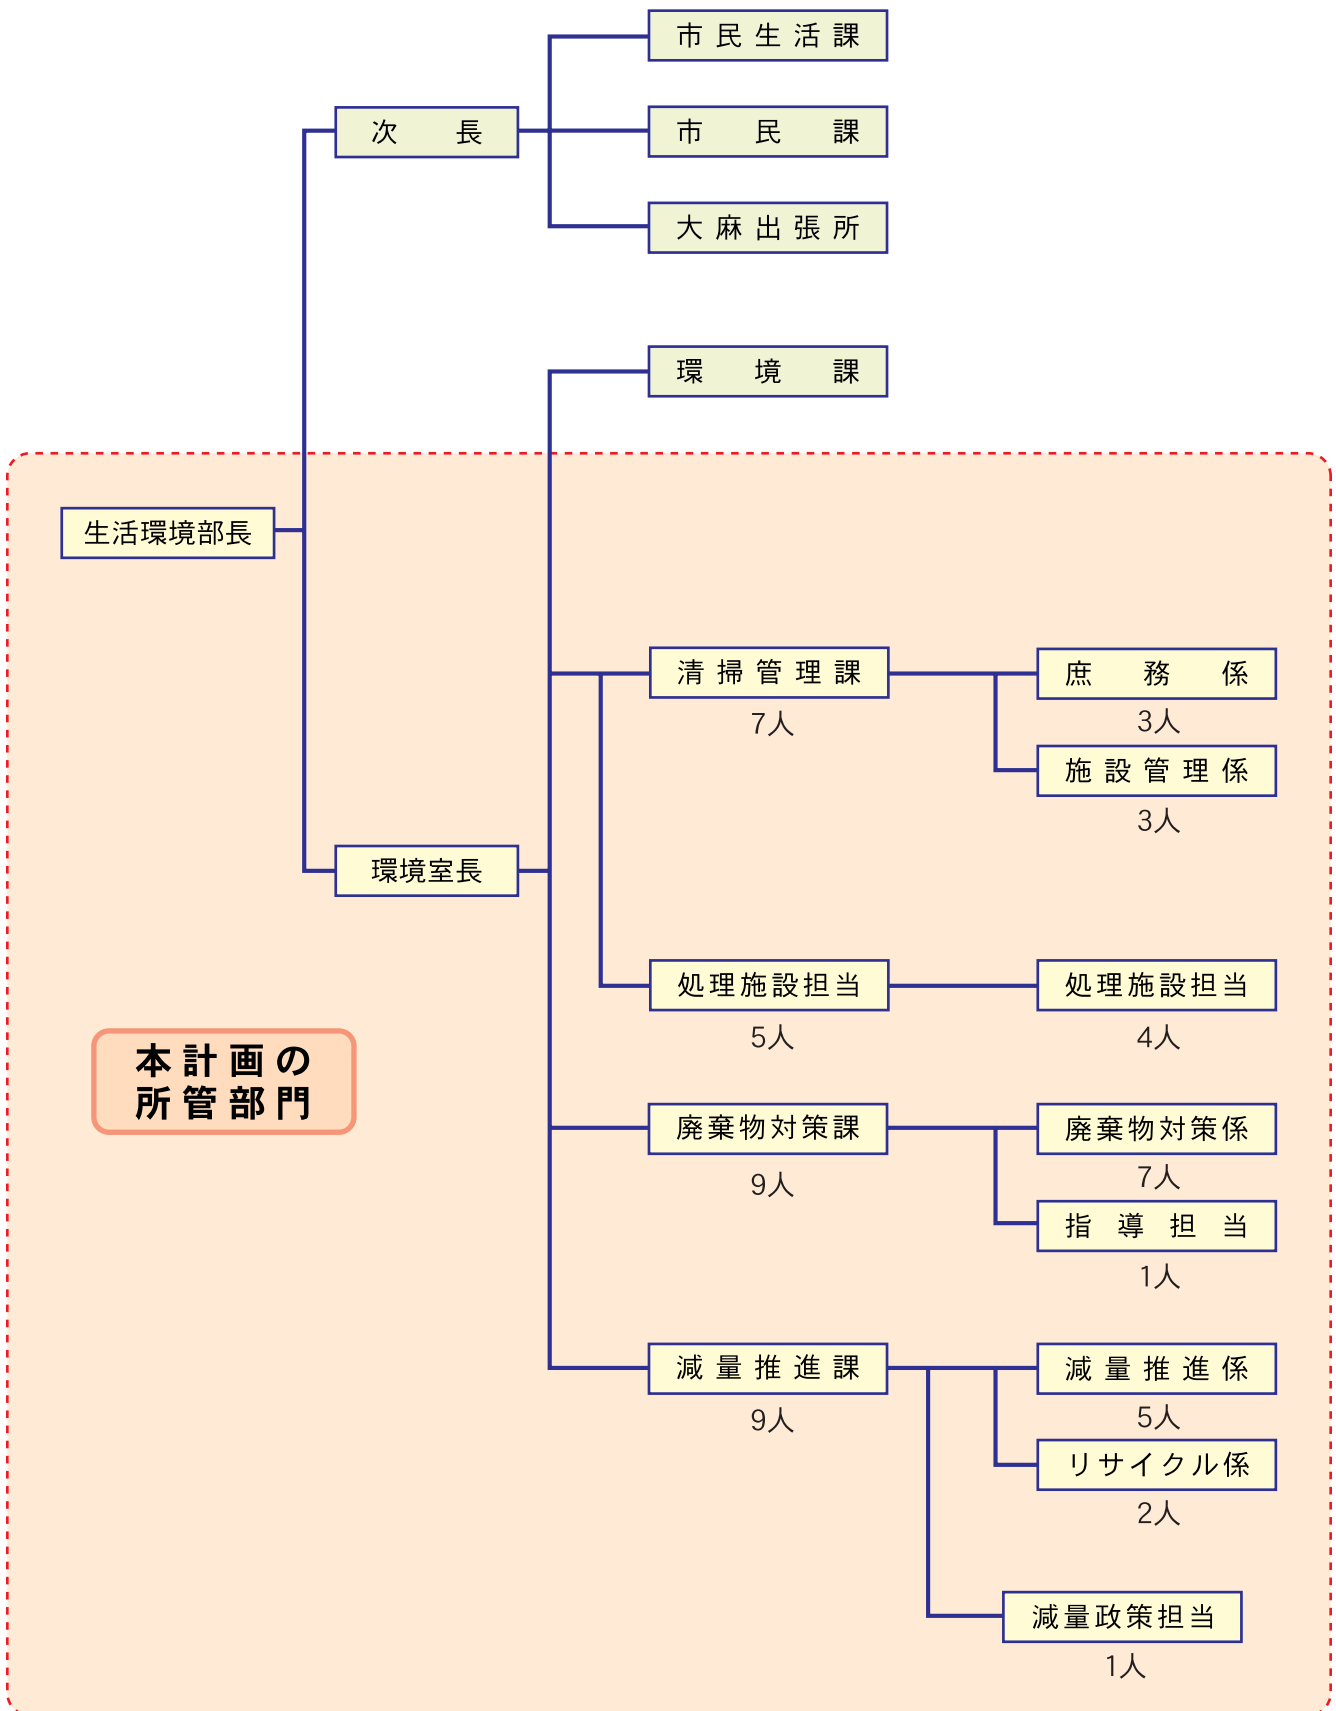 市民生活課
次長
市民課
大麻出張所
環境課
生活環境部長
清掃管理課
7人
庶務係
3人
施設管理係
3人
環境室長
処理施設担当
5人
処理施設担当
4人
本計画の
所管部門
廃棄物対策課
9人
廃棄物対策係
7人
指導担当
1人
減量推進課
9人
減量推進係
5人
リサイクル係
2人
減量政策担当
1人